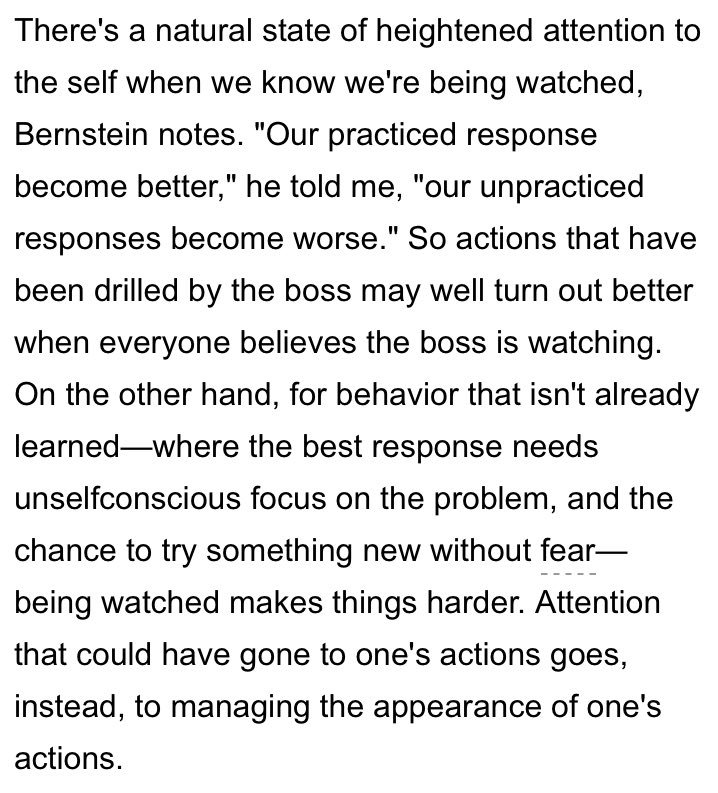 There's a natural state of heightened attention to
the self when we know we're being watched,
Bernstein notes. "Our practiced response
become better," he told me, "our unpracticed
responses become worse." So actions that have
been drilled by the boss may well turn out better
when everyone believes the boss is watching.
On the other hand, for behavior that isn't already
learned—where the best response needs
unselfconscious focus on the problem, and the
chance to try something new without fear—
being watched makes things harder. Attention
that could have gone to one's actions goes,
instead, to managing the appearance of one's
actions.